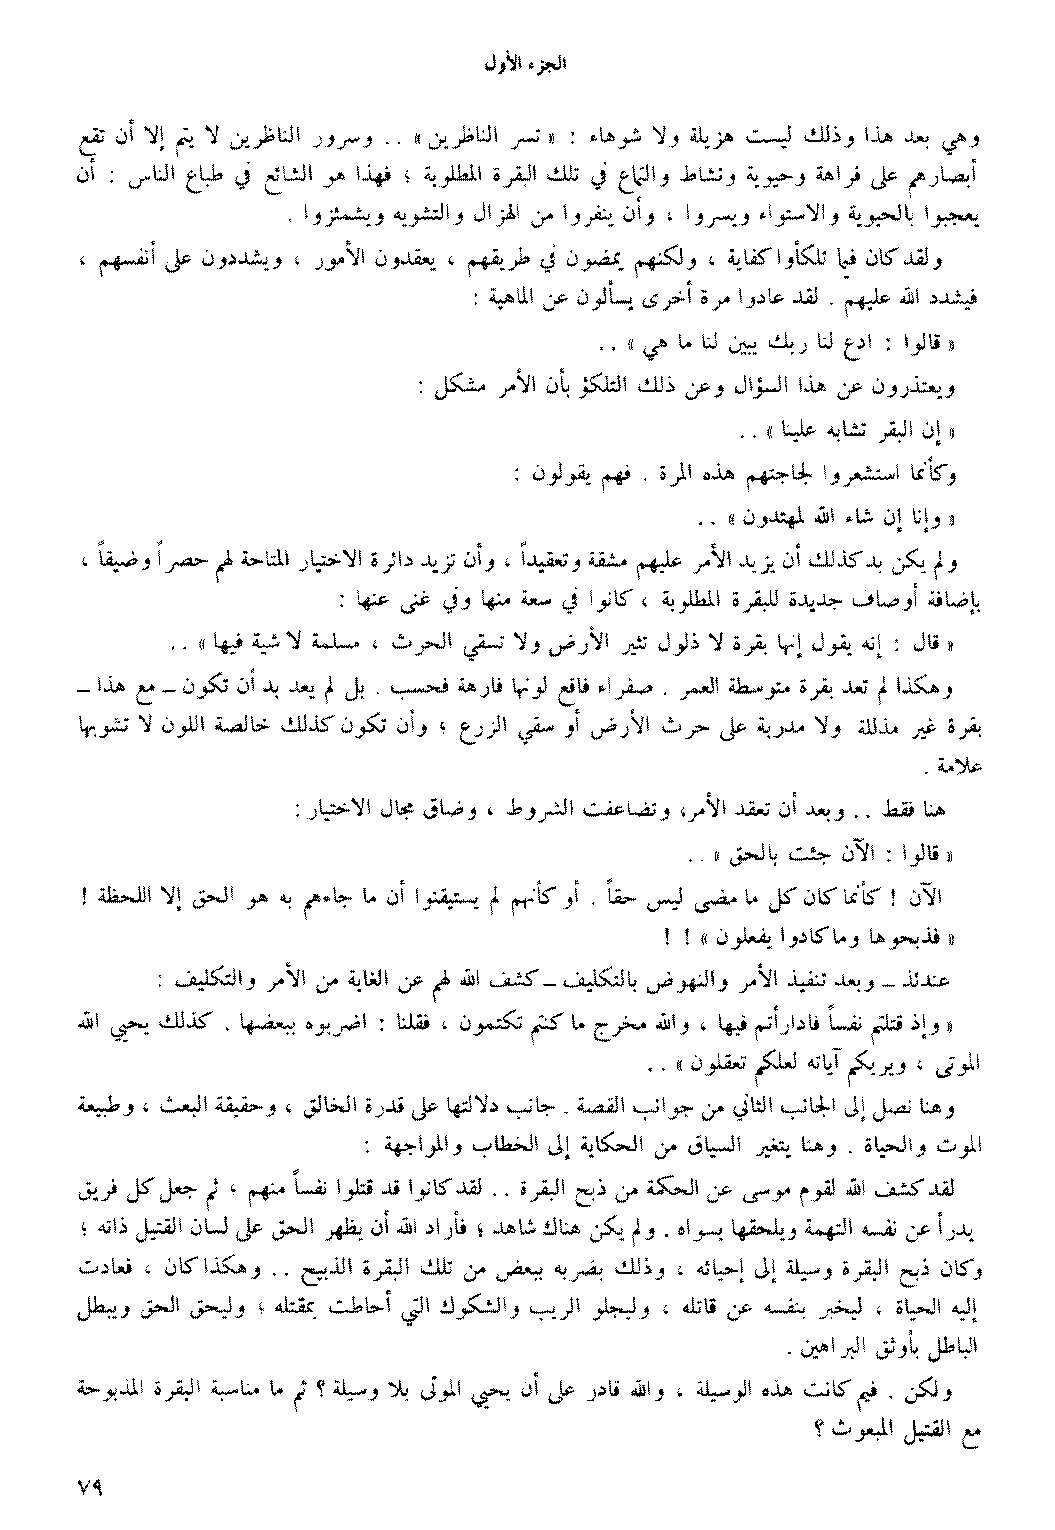 الجزء الأول
وهي بعد هذا وذلك ليست هزيلة ولا شوهاء : « تسر الناظرين » .. وسرور الناظرين لا يتم إلا أن تقع
أبصارهم على فراهة وحيوية ونشاط والتماع في تلك البقرة المطلوبة ؛ فهذا هو الشائع في طباع الناس : أن
يعجبوا بالحيوية والاستواء ويسروا ، وأن ينفروا من الهزال والتشويه ويشمئزوا .
ولقد كان فيما تلكأوا كفاية ، ولكنهم يمضون في طريقهم ، يعقدون الأمور ، ويشددون على أنفسهم ،
فيشدد الله عليهم . لقد عادوا مرة أخرى يسألون عن الماهية :
« قالوا : ادع لنا ربك يبين لنا ما هي » ..
ويعتذرون عن هذا السؤال وعن ذلك التلكؤ بأن الأمر مشكل :
« إن البقر تشابه علينا » ..
وكأنما استشعروا لجاجتهم هذه المرة . فهم يقولون :
« وإنا إن شاء الله لمهتدون » ..
ولم يكن بد كذلك أن يزيد الأمر عليهم مشقة وتعقيداً ، وأن تزيد دائرة الاختيار المتاحة لهم حصراً وضيقاً ،
بإضافة أوصاف جديدة للبقرة المطلوبة ، كانوا في سعة منها وفي غنى عنها :
« قال : إنه يقول إنها بقرة لا ذلول تثير الأرض ولا تسقي الحرث ، مسلمة لا شية فيها » ..
وهكذا لم تعد بقرة متوسطة العمر . صفراء فاقع لونها فارهة فحسب . بل لم يعد بد أن تكون ــ مع هذا ــ
بقرة غير مذللة ولا مدربة على حرث الأرض أو سقي الزرع ؛ وأن تكون كذلك خالصة اللون لا تشوبها
علامة .
هنا فقط .. وبعد أن تعقد الأمر، وتضاعفت الشروط ، وضاق مجال الاختيار :
« قالوا : الآن جئت بالحق » ..
الآن ! كأنما كان كل ما مضى ليس حقاً . أو كأنهم لم يستيقنوا أن ما جاءهم به هو الحق إلا اللحظة !
« فذبحوها وما كادوا يفعلون » ! !
عندئذ ــ وبعد تنفيذ الأمر والنهوض بالتكليف ــ كشف الله لهم عن الغاية من الأمر والتكليف :
« وإذ قتلتم نفساً فادارأتم فيها ، والله مخرج ما كنتم تكتمون ، فقلنا : اضربوه ببعضها . كذلك يحيي الله
الموتى ، ويريكم آياته لعلكم تعقلون » ..
وهنا نصل إلى الجانب الثاني من جوانب القصة . جانب دلالتها على قدرة الخالق ، وحقيقة البعث ، وطبيعة
الموت والحياة . وهنا يتغير السياق من الحكاية إلى الخطاب والمواجهة :
لقد كشف الله لقوم موسى عن الحكمة من ذبح البقرة .. لقد كانوا قد قتلوا نفساً منهم ؛ ثم جعل كل فريق
يدرأ عن نفسه التهمة ويلحقها بسواه . ولم يكن هناك شاهد ؛ فأراد الله أن يظهر الحق على لسان القتيل ذاته ؛
وكان ذبح البقرة وسيلة إلى إحيائه ، وذلك بضربه ببعض من تلك البقرة الذبيح .. وهكذا كان ، فعادت
إليه الحياة ، ليخبر بنفسه عن قاتله ، وليجلو الريب والشكوك التي أحاطت بمقتله ؛ وليحق الحق ويبطل
الباطل بأوثق البراهين .
ولكن . فيم كانت هذه الوسيلة ، والله قادر على أن يحيي الموتى بلا وسيلة ؟ ثم ما مناسبة البقرة المذبوحة
مع القتيل المبعوث ؟
٧٩